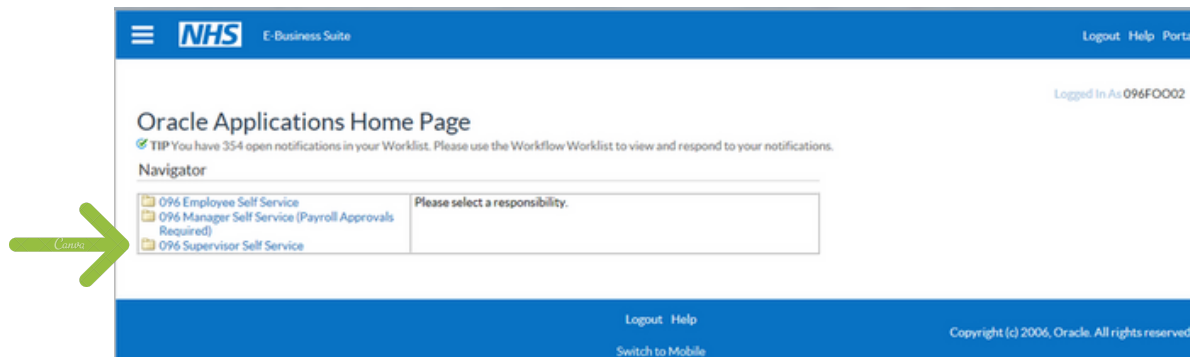 NHS E-Business Suite
Logout Help Porta
Logged In As 096FOO02
Oracle Applications Home Page
TIP You have 354 open notifications in your Worklist. Please use the Workflow Worklist to view and respond to your notifications.
Navigator
096 Employee Self Service
096 Manager Self Service (Payroll Approvals
Required)
096 Supervisor Self Service
Please select a responsibility.
Canva
Logout Help
Switch to Mobile
Copyright (c) 2006, Oracle. All rights reserved